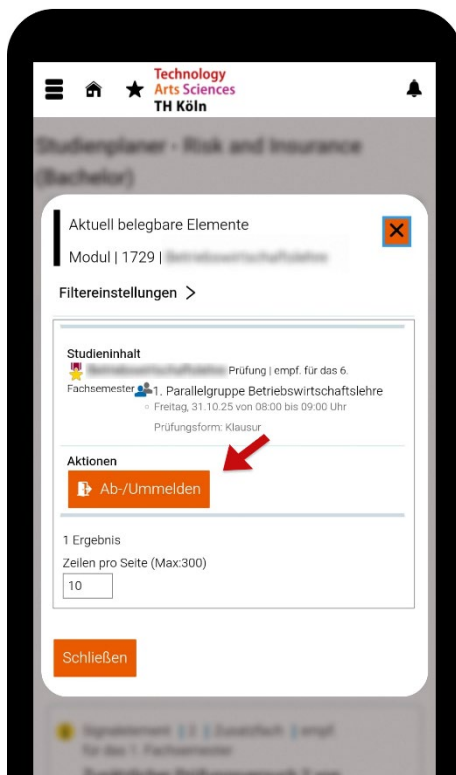 Technology
Arts Sciences
TH Köln
Studienplaner - Risk and Insurance
(Bachelor)
Aktuell belegbare Elemente
Modul | 1729 |
Filtereinstellungen >
Studieninhalt
Prüfung | empf. für das 6.
Fachsemester 1. Parallelgruppe Betriebswirtschaftslehre
Freitag, 31.10.25 von 08:00 bis 09:00 Uhr
Prüfungsform: Klausur
Aktionen
Ab-/Ummelden
1 Ergebnis
Zeilen pro Seite (Max:300)
10
Schließen